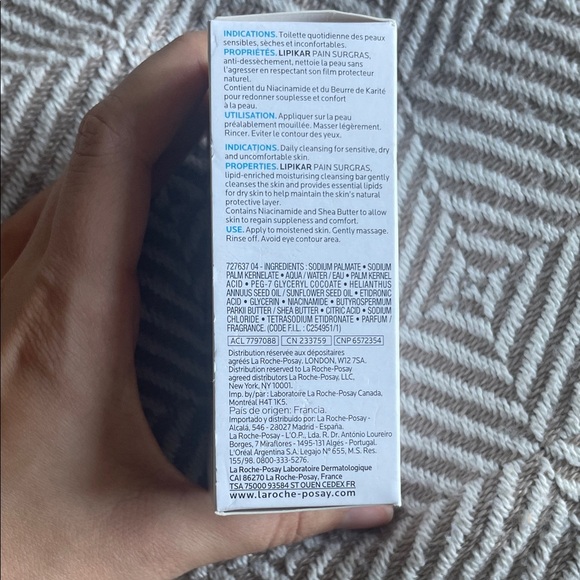 INDICATIONS. Toilette quotidienne des peaux
sensibles, sèches et inconfortables.
PROPRIÉTÉS. LIPIKAR PAIN SURGRAS,
anti-dessèchement, nettoie la peau sans
l'agresser en respectant son film protecteur
naturel.
Contient du Niacinamide et du Beurre de Karité
pour redonner souplesse et confort
à la peau.
UTILISATION. Appliquer sur la peau
préalablement mouillée. Masser légèrement.
Rincer. Eviter le contour des yeux.
INDICATIONS. Daily cleansing for sensitive, dry
and uncomfortable skin.
PROPERTIES. LIPIKAR PAIN SURGRAS,
lipid-enriched moisturising cleansing bar gently
cleanses the skin and provides essential lipids
for dry skin to help maintain the skin's natural
protective layer.
Contains Niacinamide and Shea Butter to allow
skin to regain suppleness and comfort.
USE. Apply to moistened skin. Gently massage.
Rinse off. Avoid eye contour area.
727637 04 - INGREDIENTS : SODIUM PALMATE • SODIUM
PALM KERNELATE • AQUA / WATER / EAU • PALM KERNEL
ACID • PEG-7 GLYCERYL COCOATE • HELIANTHUS
ANNUUS SEED OIL / SUNFLOWER SEED OIL • ETIDRONIC
ACID • GLYCERIN • NIACINAMIDE • BUTYROSPERMUM
PARKII BUTTER / SHEA BUTTER • CITRIC ACID • SODIUM
CHLORIDE • TETRASODIUM ETIDRONATE • PARFUM /
FRAGRANCE. (CODE F.I.L. : C254951/1)
ACL 7797088 CN 233759 CNP 6572354
Distribution réservée aux dépositaires
agréés La Roche-Posay. LONDON, W12 7SA.
Distribution reserved to La Roche-Posay
agreed distributors La Roche-Posay, LLC,
New York, NY 10001.
Imp. by/par : Laboratoire La Roche-Posay Canada,
Montréal H4T 1K5.
País de origen: Francia.
Importado y distribuido por: La Roche-Posay -
Alcalá, 546 - 28027 Madrid - España.
La Roche-Posay - L'O.P., Lda. R. Dr. António Loureiro
Borges, 7 Miraflores - 1495-131 Algés - Portugal.
L'Oreal Argentina S.A. Legajo N° 655, M.S. Res.
155/98. 0800-333-5276.
La Roche-Posay Laboratoire Dermatologique
CAI 86270 La Roche-Posay, France
TSA 75000 93584 ST OUEN CEDEX FR
www.laroche-posay.com